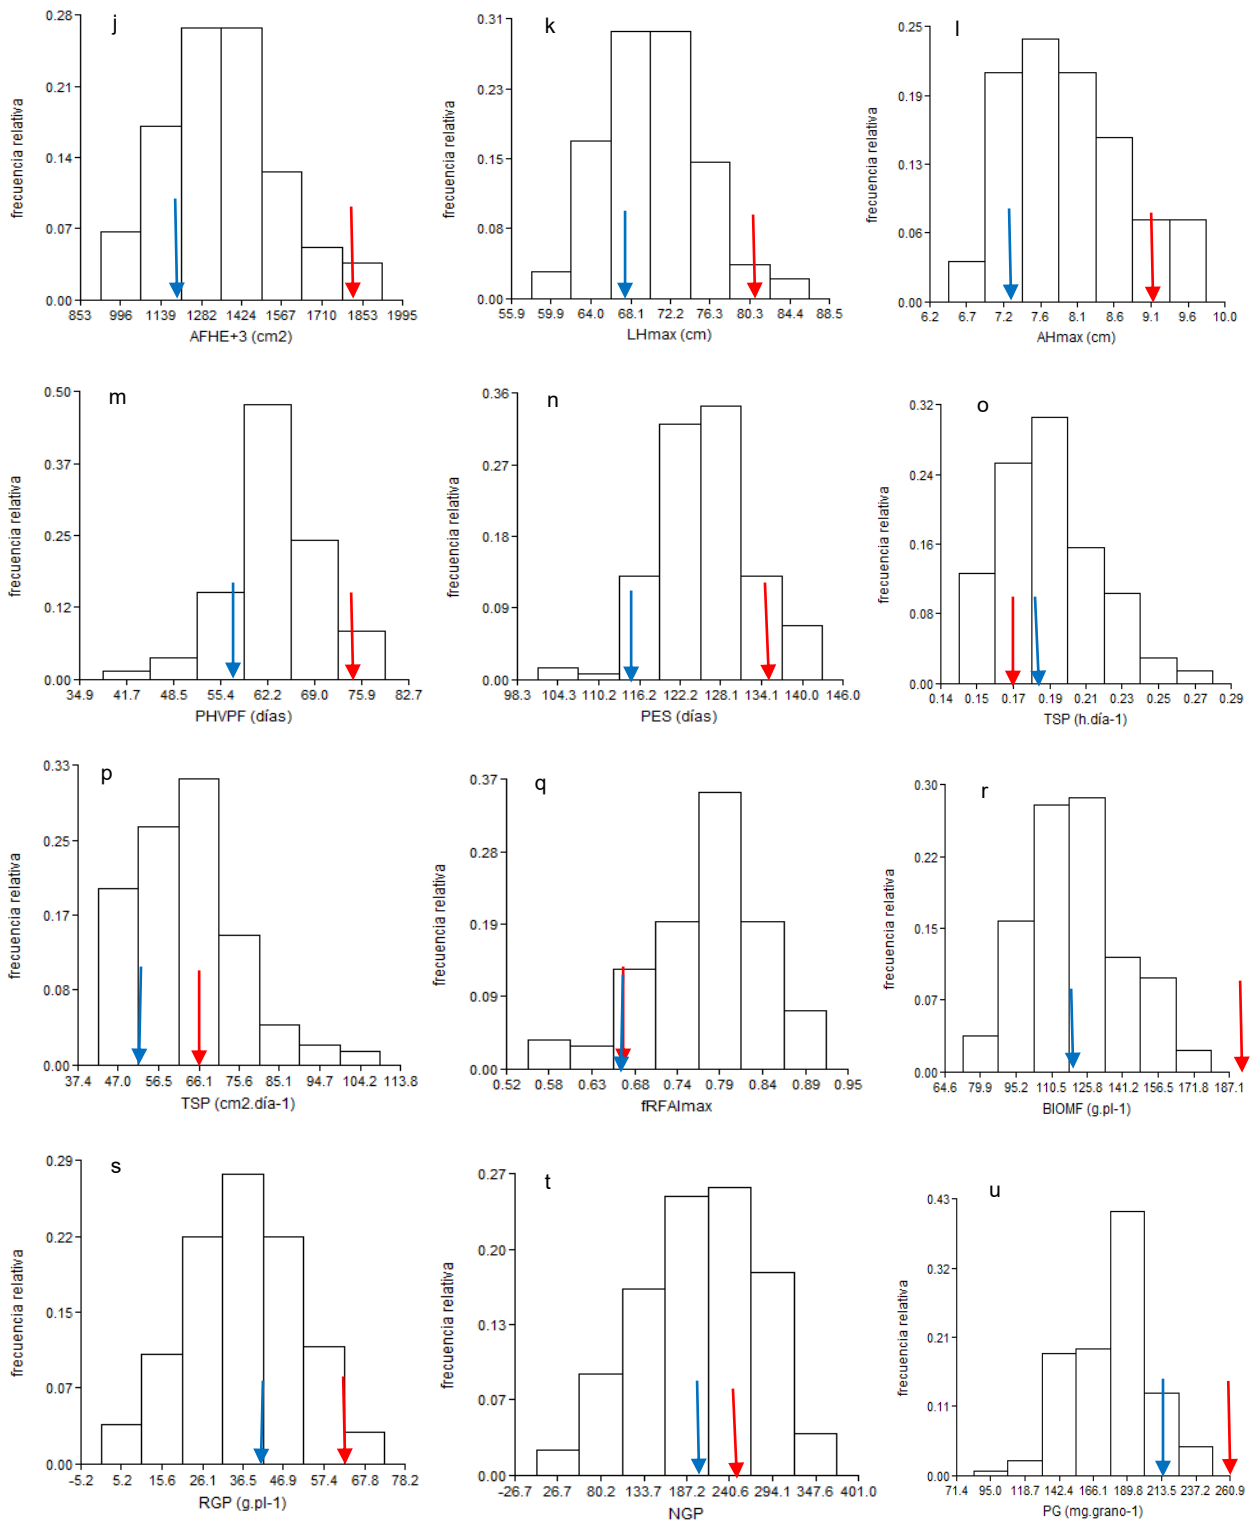 j
frecuencia relativa
0.28
0.21
0.14
0.07
0.00
853 996 1139 1282 1424 1567 1710 1853 1995
AFHE+3 (cm2)
k
frecuencia relativa
0.31
0.23
0.15
0.08
0.00
55.9 59.9 64.0 68.1 72.2 76.3 80.3 84.4 88.5
LHmax (cm)
l
frecuencia relativa
0.25
0.19
0.13
0.06
0.00
6.2 6.7 7.2 7.6 8.1 8.6 9.1 9.6 10.0
AHmax (cm)
m
frecuencia relativa
0.50
0.37
0.25
0.12
0.00
34.9 41.7 48.5 55.4 62.2 69.0 75.9 82.7
PHVPF (días)
n
frecuencia relativa
0.36
0.27
0.18
0.09
0.00
98.3 104.3 110.2 116.2 122.2 128.1 134.1 140.0 146.0
PES (días)
o
frecuencia relativa
0.32
0.24
0.16
0.08
0.00
0.14 0.15 0.17 0.19 0.21 0.23 0.25 0.27 0.29
TSP (h.día-1)
p
frecuencia relativa
0.33
0.25
0.17
0.08
0.00
37.4 47.0 56.5 66.1 75.6 85.1 94.7 104.2 113.8
TSP (cm2.día-1)
q
frecuencia relativa
0.37
0.28
0.19
0.09
0.00
0.52 0.58 0.63 0.68 0.74 0.79 0.84 0.89 0.95
fRFAImax
r
frecuencia relativa
0.30
0.22
0.15
0.07
0.00
64.6 79.9 95.2 110.5 125.8 141.2 156.5 171.8 187.1
BIOMF (g.pl-1)
s
frecuencia relativa
0.29
0.22
0.15
0.07
0.00
-5.2 5.2 15.6 26.1 36.5 46.9 57.4 67.8 78.2
RGP (g.pl-1)
t
frecuencia relativa
0.27
0.20
0.13
0.07
0.00
-26.7 26.7 80.2 133.7 187.2 240.6 294.1 347.6 401.0
NGP
u
frecuencia relativa
0.43
0.32
0.21
0.11
0.00
71.4 95.0 118.7 142.4 166.1 189.8 213.5 237.2 260.9
PG (mg.grano-1)